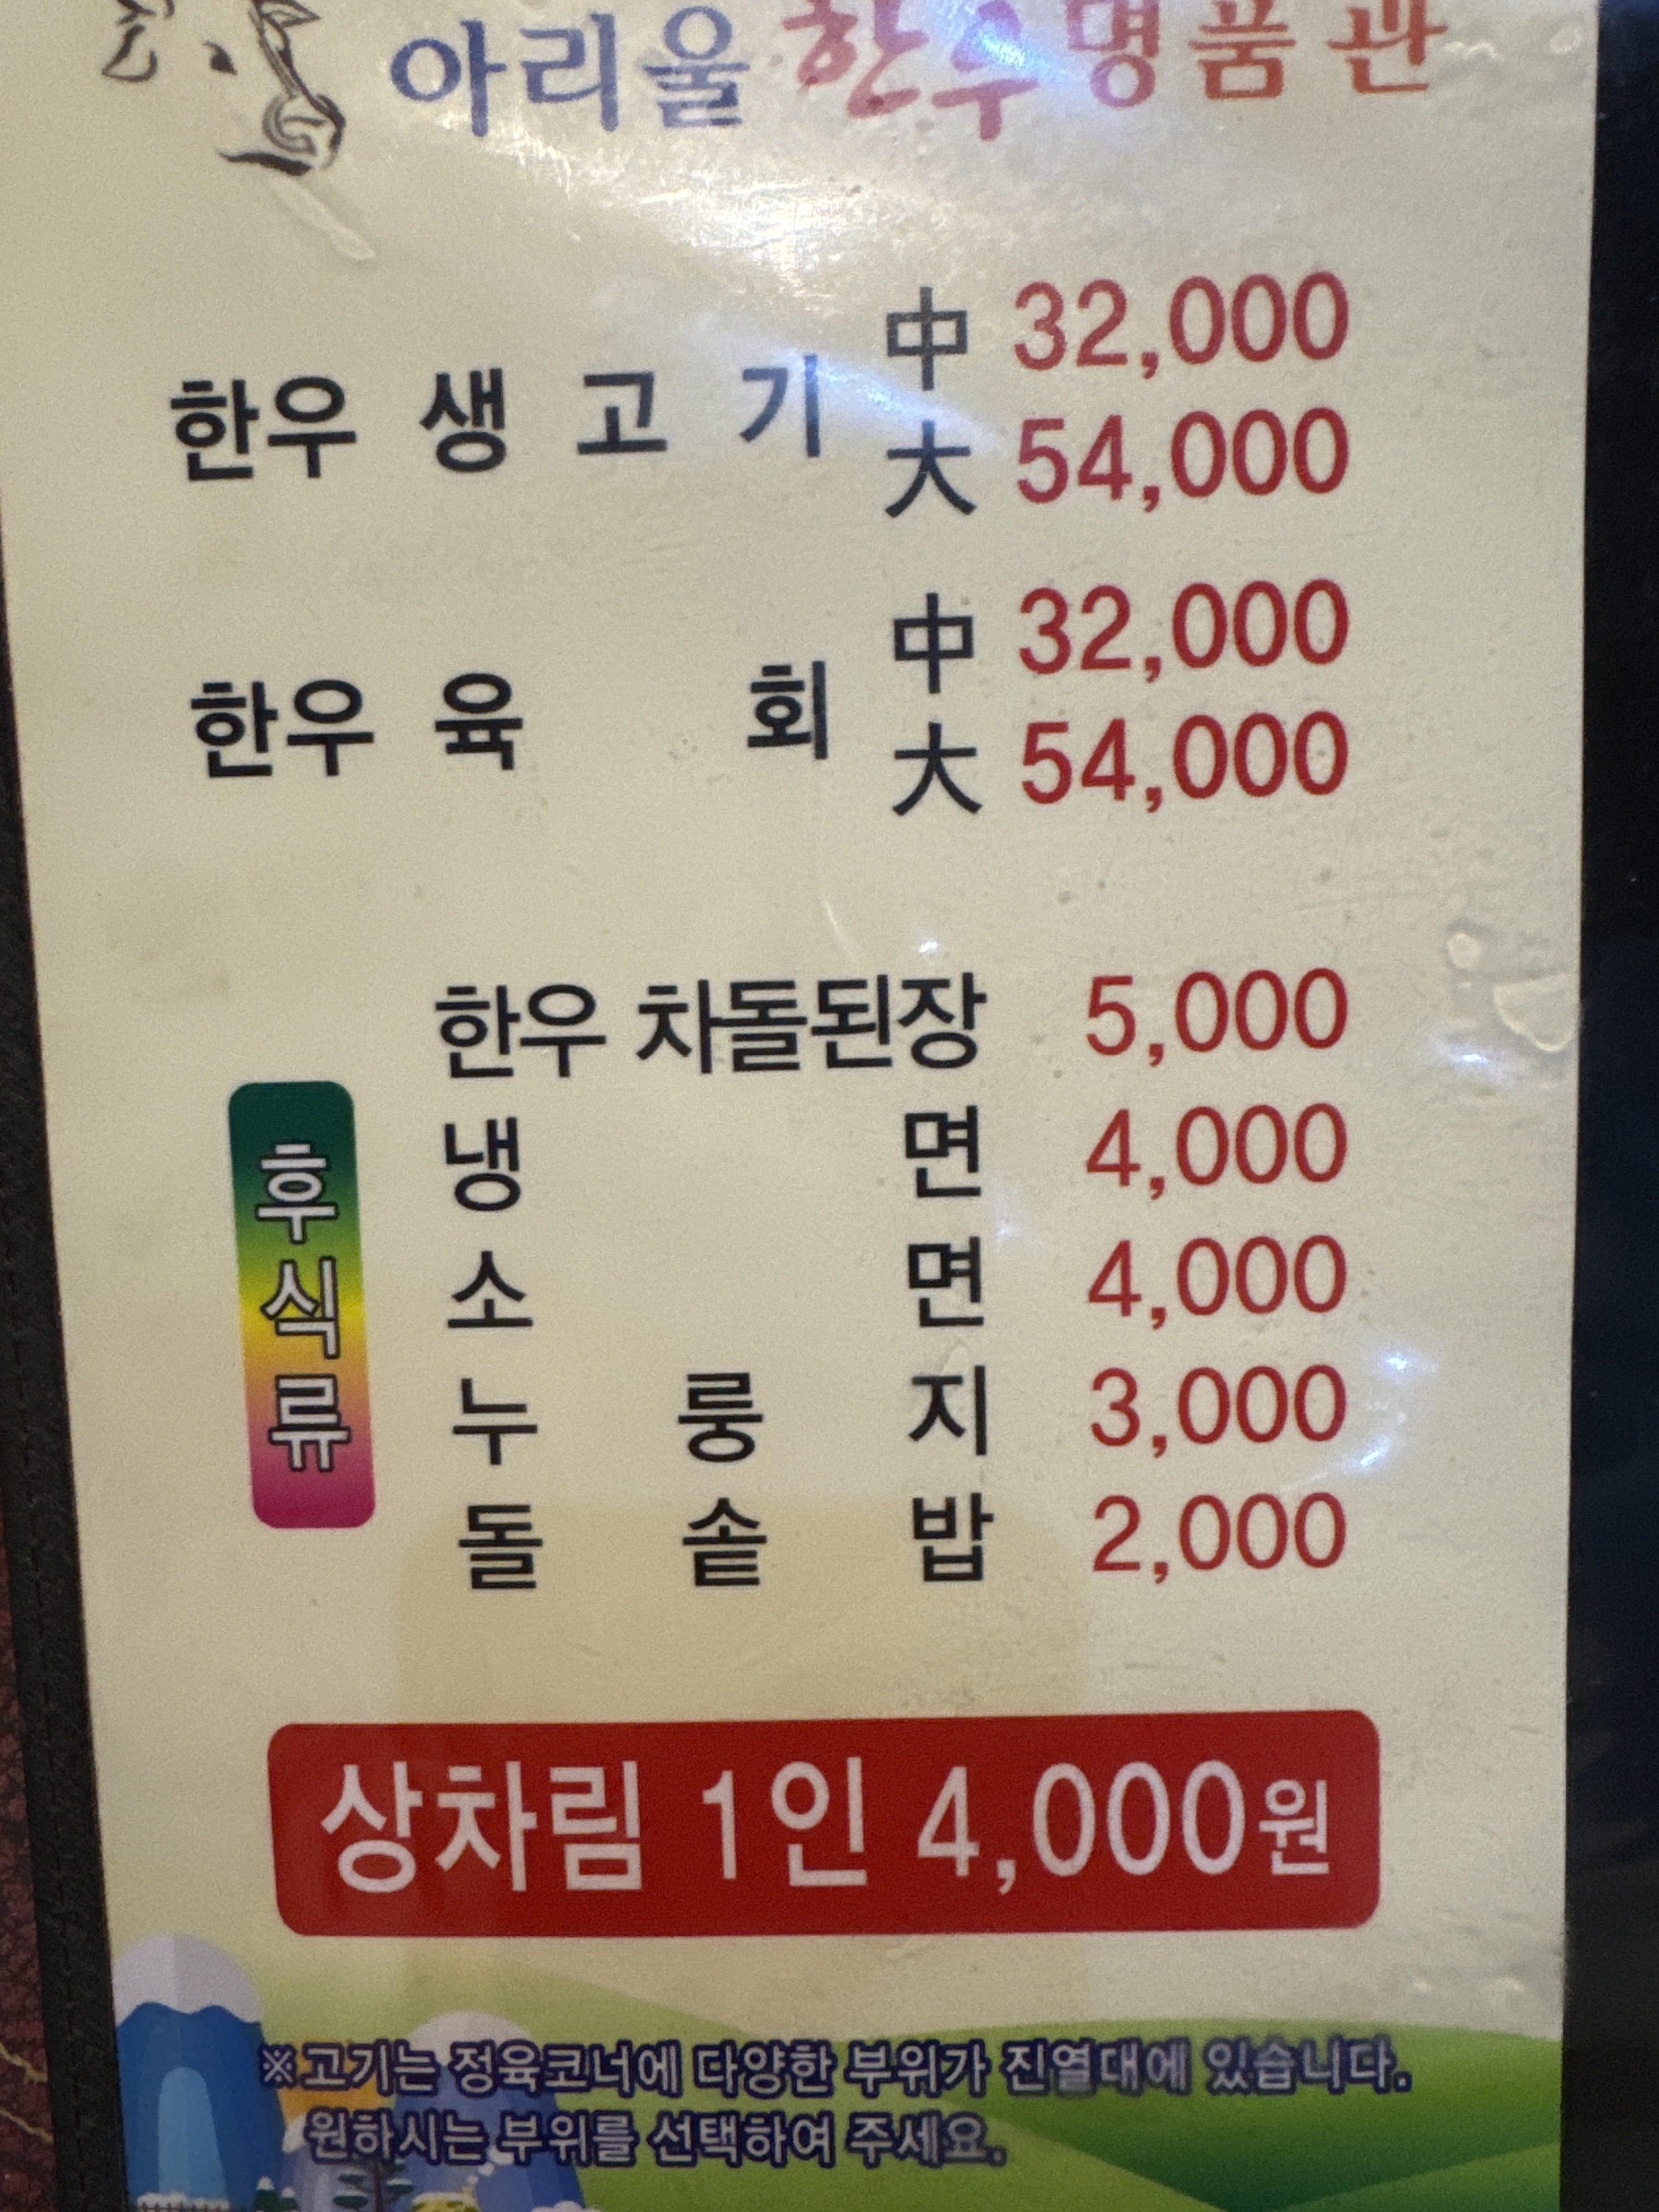 아리울 한우명품관
한우 생고기 中 32,000
大 54,000
한우 육회 中 32,000
大 54,000
후식류
한우 차돌된장 5,000
냉면 4,000
소면 4,000
누룽지 3,000
돌솥밥 2,000
상차림 1인 4,000원
※고기는 정육코너에 다양한 부위가 진열대에 있습니다.
원하시는 부위를 선택하여 주세요.